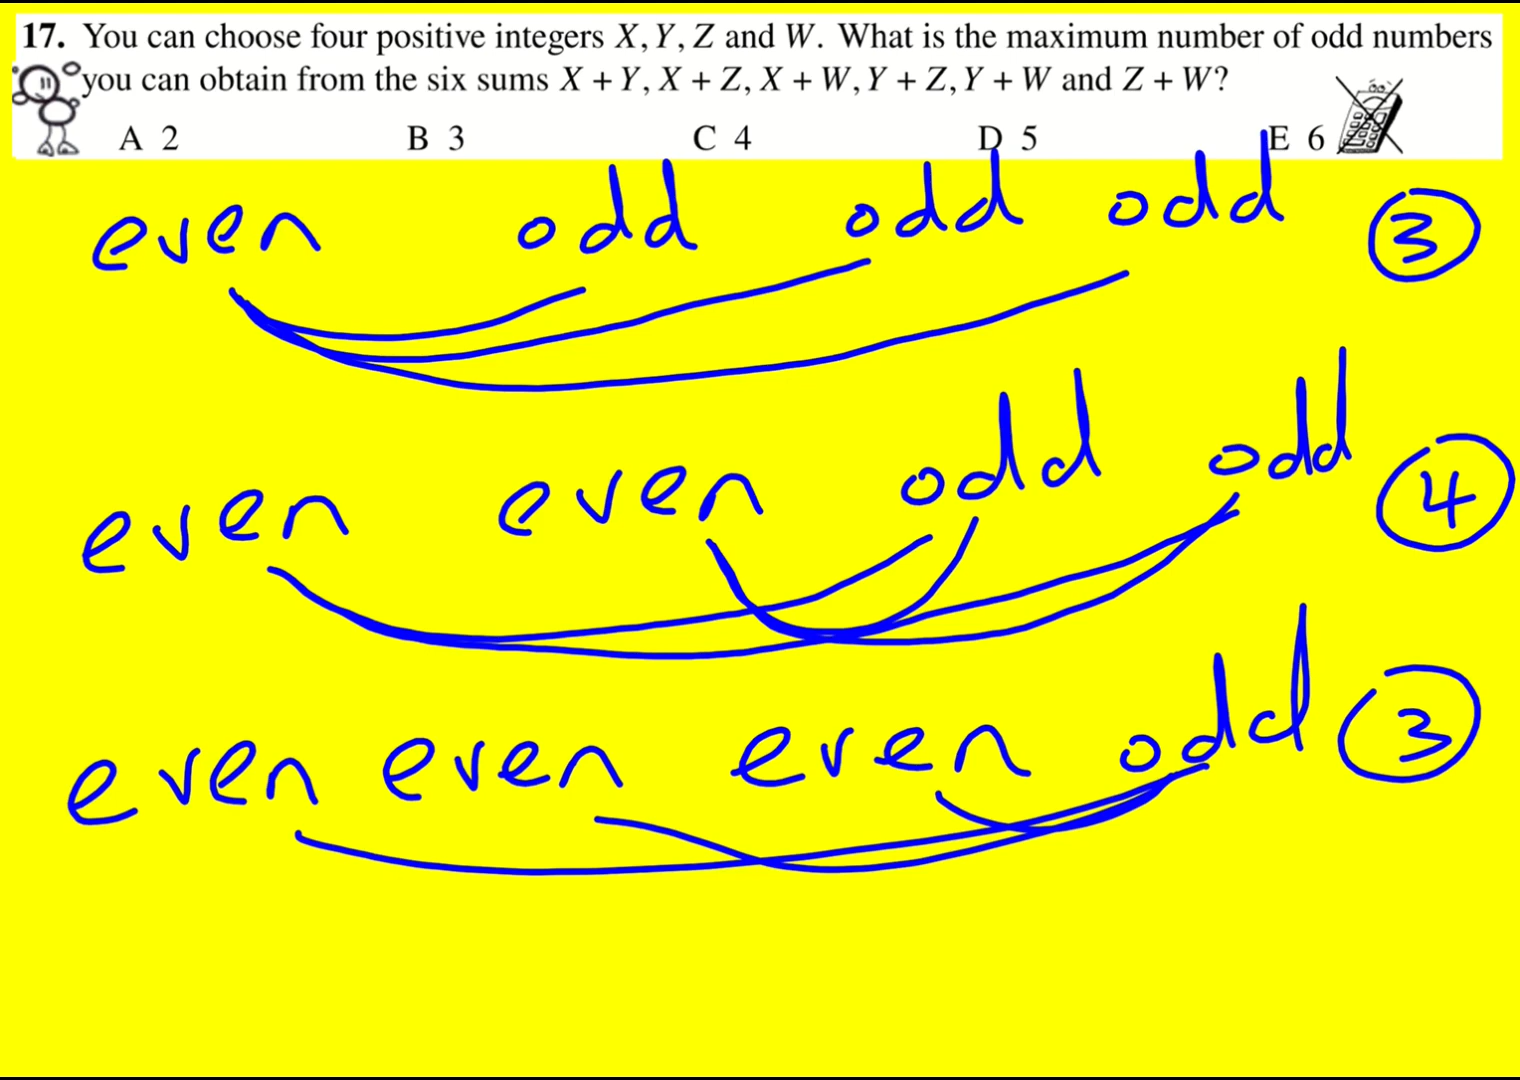 17. You can choose four positive integers X, Y, Z and W. What is the maximum number of odd numbers
you can obtain from the six sums X + Y, X + Z, X + W, Y + Z, Y + W and Z + W?
A 2 B 3 C 4 D 5 E 6
even odd odd odd 3
even even odd odd 4
even even even odd 3